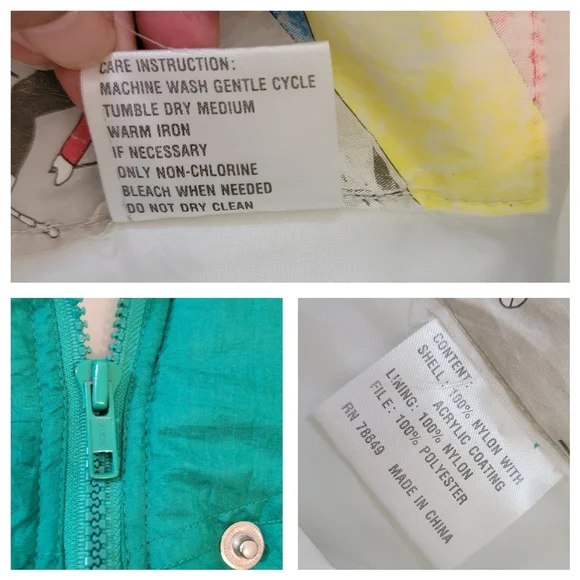 CARE INSTRUCTION:
MACHINE WASH GENTLE CYCLE
TUMBLE DRY MEDIUM
WARM IRON
IF NECESSARY
ONLY NON-CHLORINE
BLEACH WHEN NEEDED
DO NOT DRY CLEAN
CONTENT:
SHELL: 100% NYLON WITH
ACRYLIC COATING
LINING: 100% NYLON
FILE: 100% POLYESTER
RN 78849 MADE IN CHINA